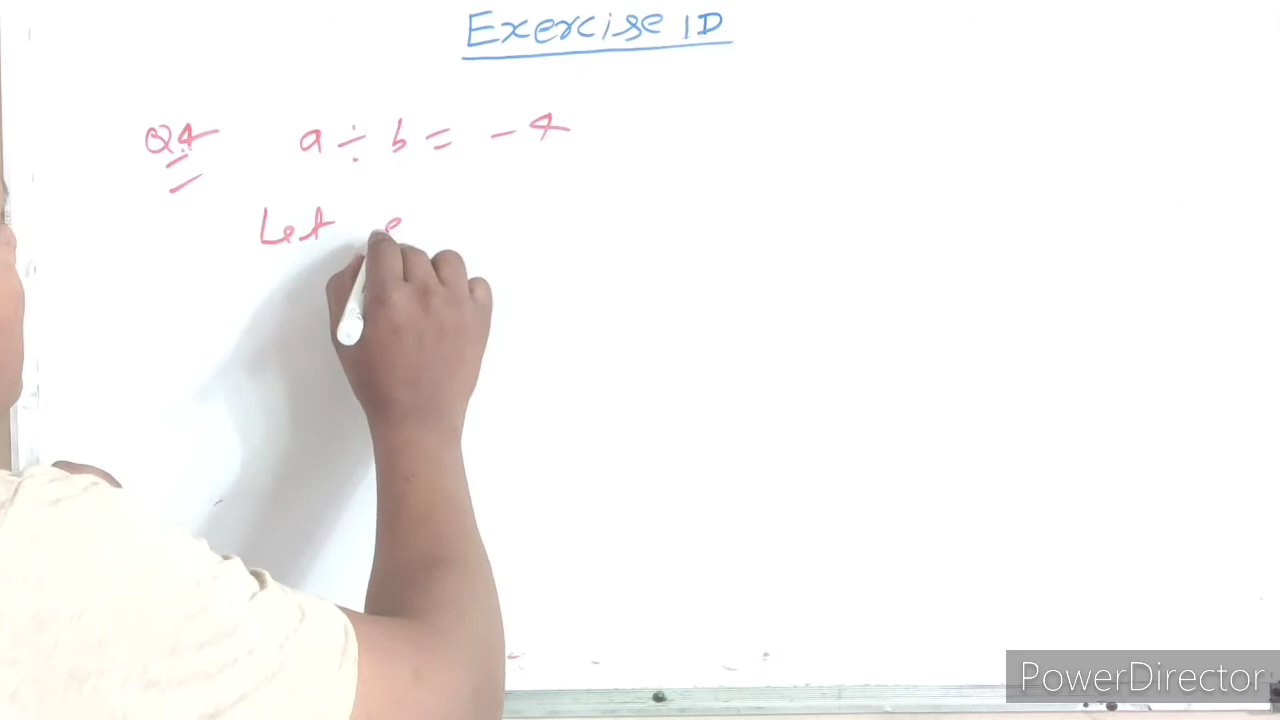 Exercise 1D
Q4 a ÷ b = -4
Let
PowerDirector